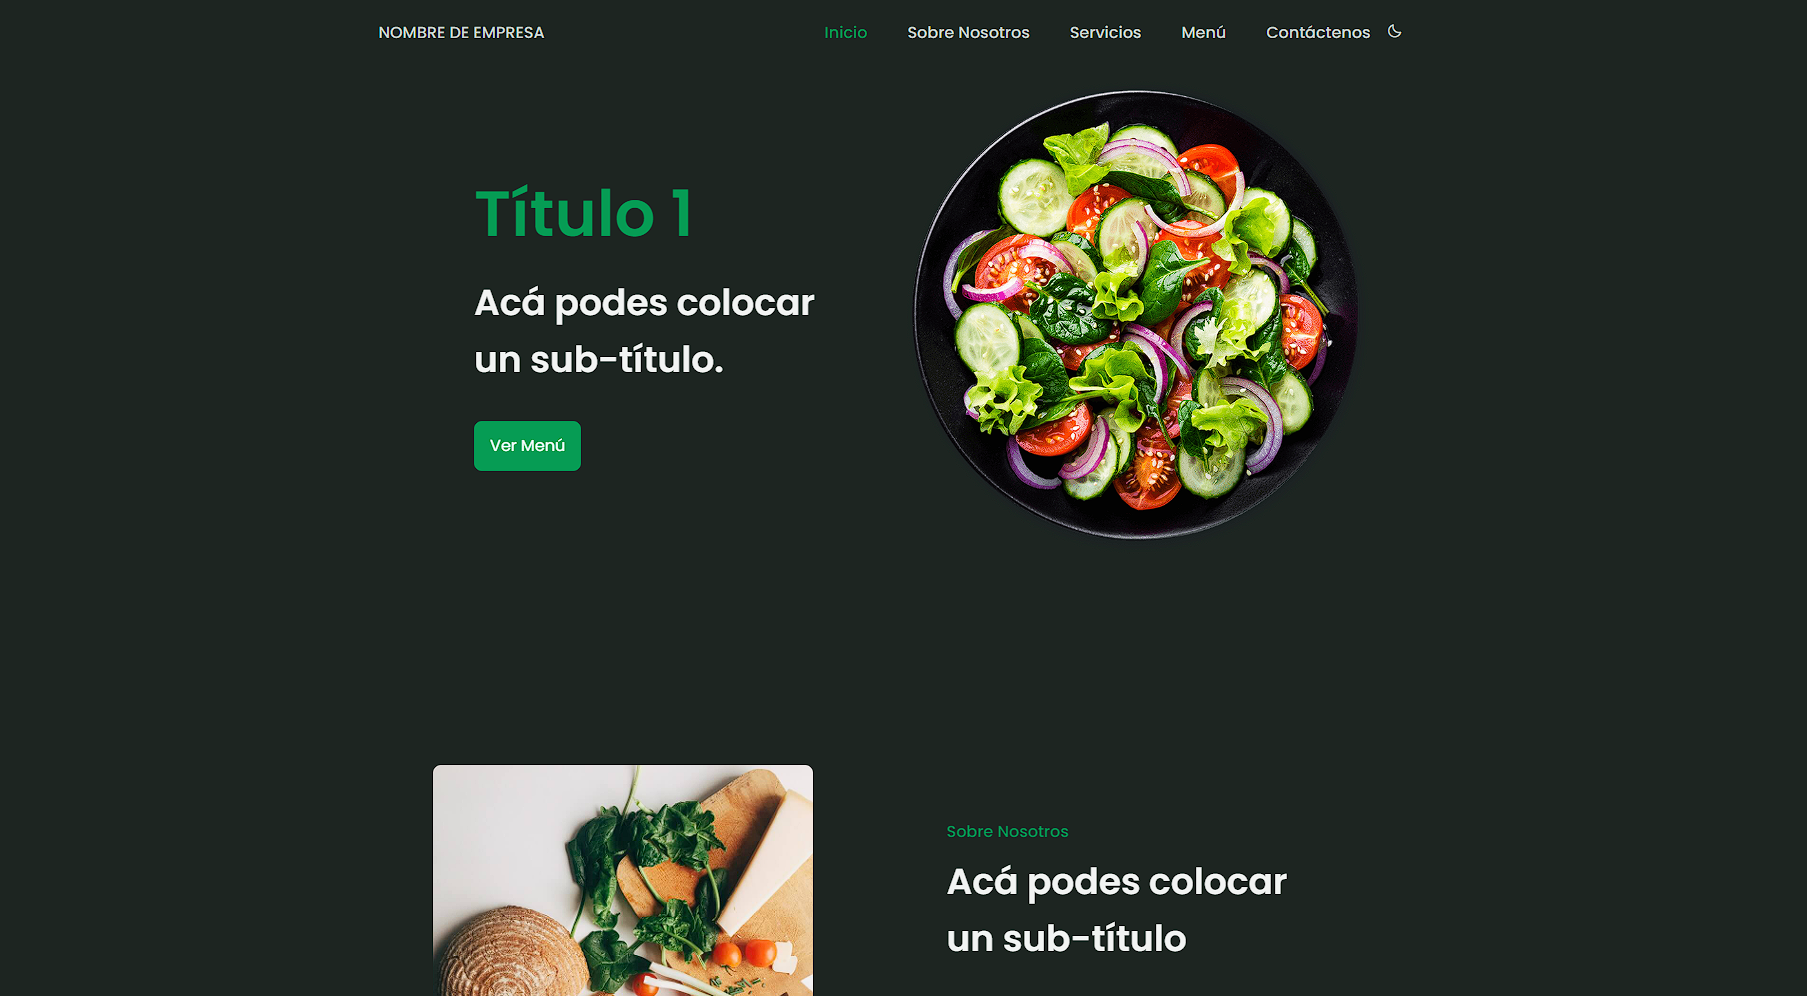 NOMBRE DE EMPRESA
Inicio
Sobre Nosotros
Servicios
Menú
Contáctenos
Título 1
Acá podes colocar
un sub-título.
Ver Menú
Sobre Nosotros
Acá podes colocar
un sub-título